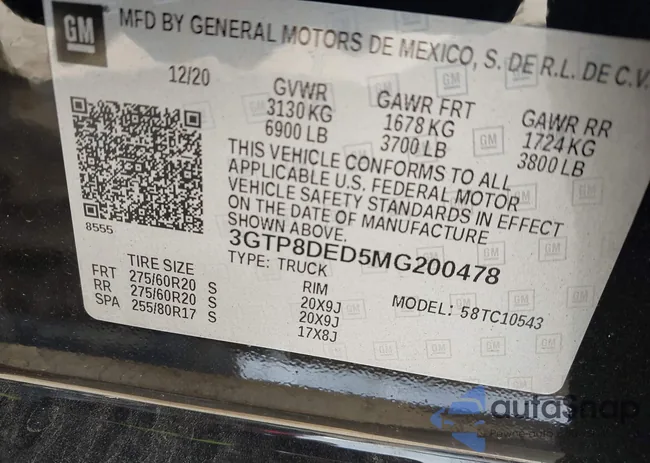 GM MFD BY GENERAL MOTORS DE MEXICO, S. DE R.L. DE C.V.
12/20 GVWR GAWR FRT GAWR RR
3130 KG 1678 KG 1724 KG
6900 LB 3700 LB 3800 LB
THIS VEHICLE CONFORMS TO ALL
APPLICABLE U.S. FEDERAL MOTOR
VEHICLE SAFETY STANDARDS IN EFFECT
ON THE DATE OF MANUFACTURE
SHOWN ABOVE.
8555
3GTP8DED5MG200478
TYPE: TRUCK
MODEL: 58TC10543
TIRE SIZE RIM
FRT 275/60R20 S 20X9J
RR 275/60R20 S 20X9J
SPA 255/80R17 S 17X8J
autoSnap